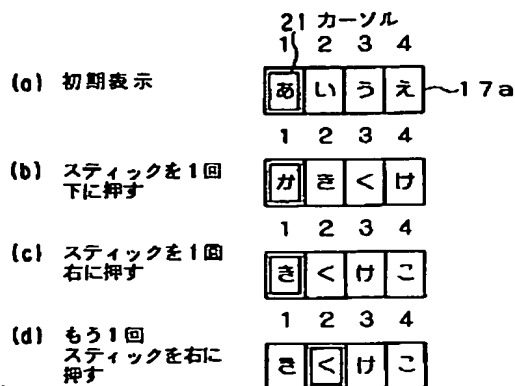 21 カーソル
1 2 3 4
(a) 初期表示
あ い う え 17a
1 2 3 4
(b) スティックを1回
下に押す
か き く け
1 2 3 4
(c) スティックを1回
右に押す
き く け こ
1 2 3 4
(d) もう1回
スティックを右に
押す
き く け こ